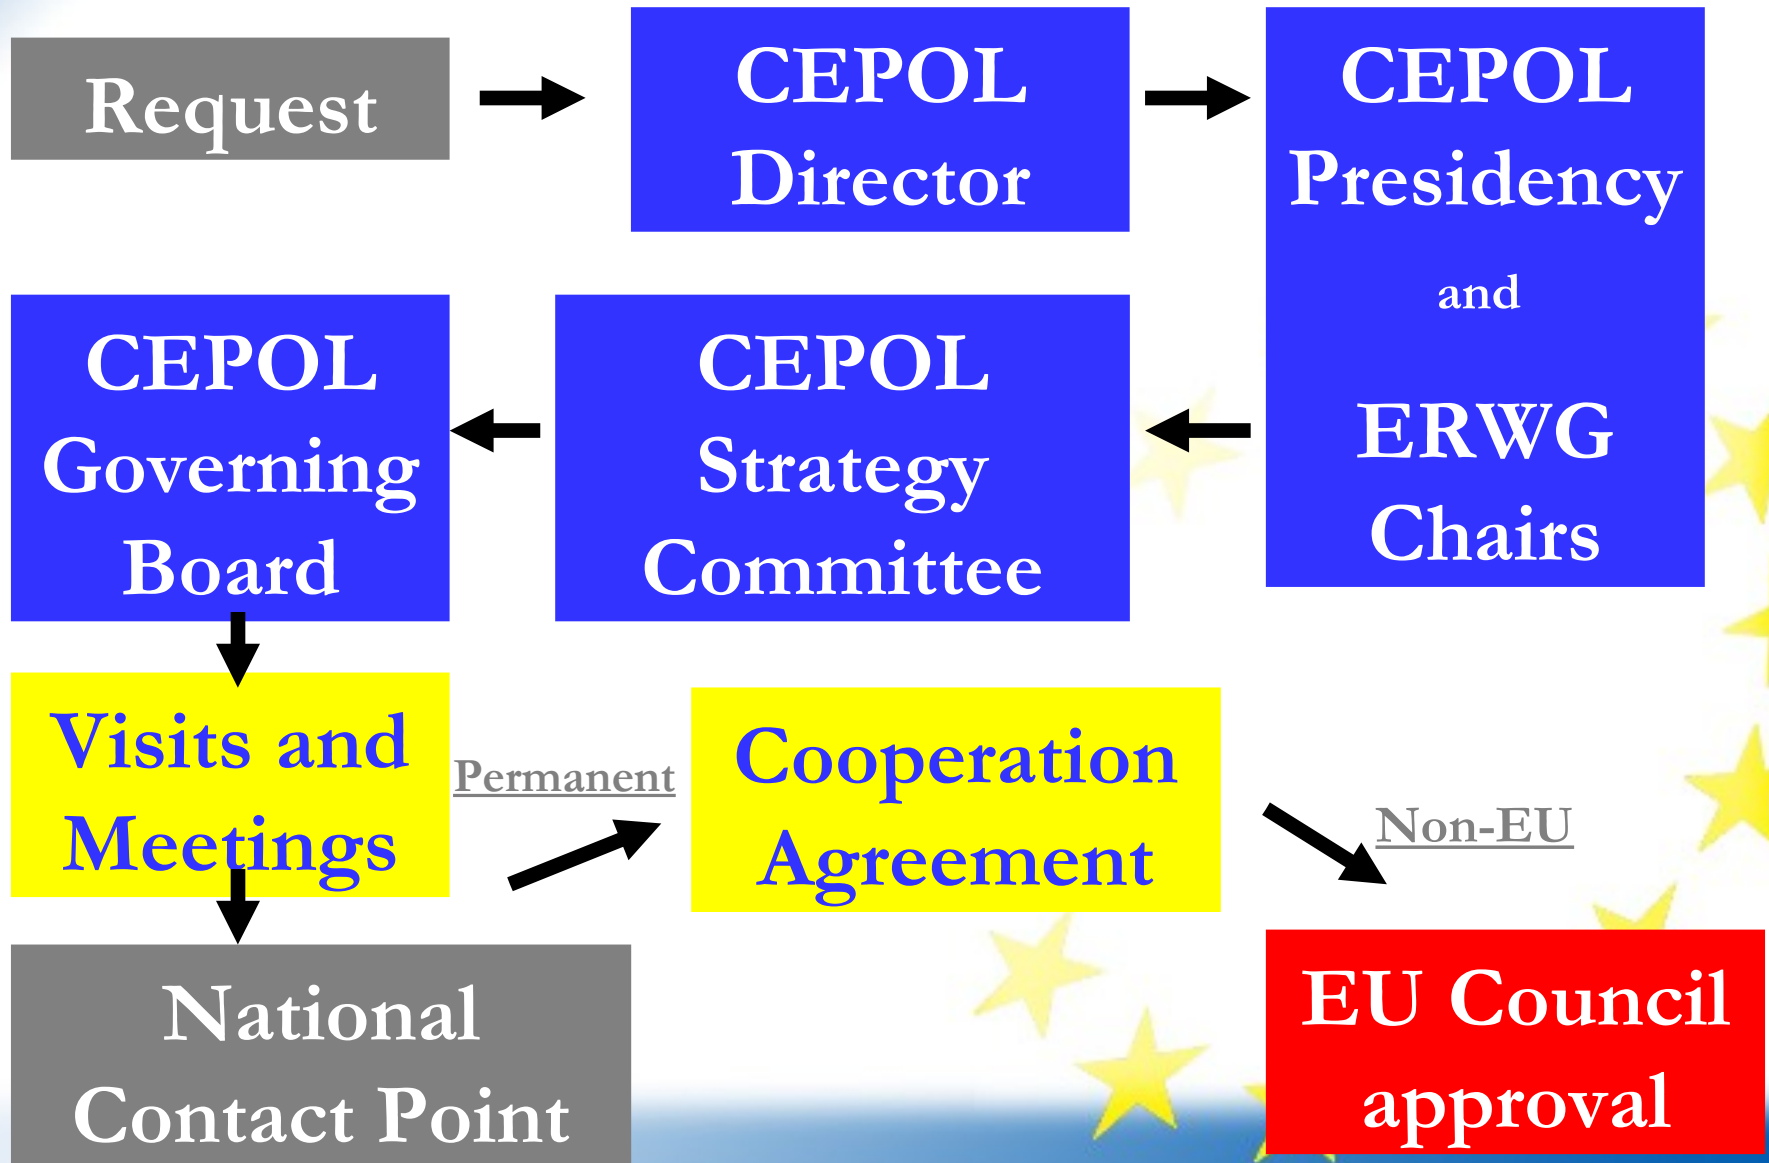 Request
CEPOL
Director
CEPOL
Presidency
and
ERWG
Chairs
CEPOL
Strategy
Committee
CEPOL
Governing
Board
Visits and
Meetings
Permanent
Cooperation
Agreement
Non-EU
National
Contact Point
EU Council
approval